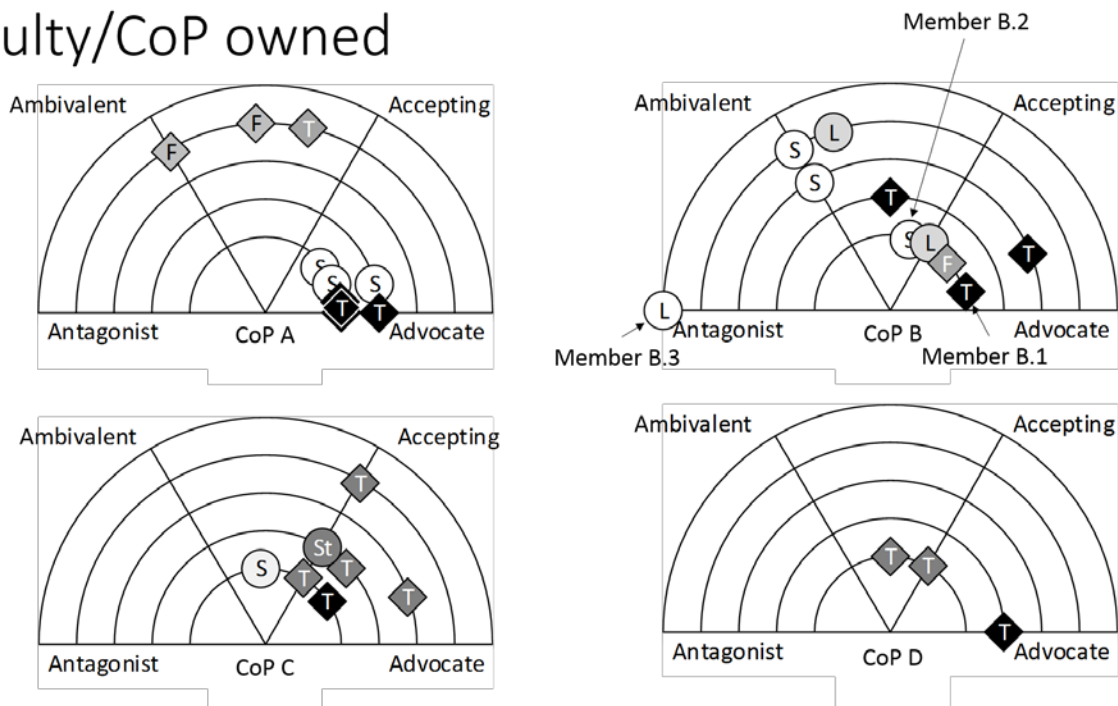 ulty/CoP owned
Member B.2
Ambivalent
Accepting
F
F
T
S
S
S
T
T
Antagonist
CoP A
Advocate
Ambivalent
Accepting
L
S
S
T
S
L
F
T
T
L
Antagonist
CoP B
Advocate
Member B.3
Member B.1
Ambivalent
Accepting
T
St
S
T
T
T
T
Antagonist
CoP C
Advocate
Ambivalent
Accepting
T
T
T
Antagonist
CoP D
Advocate